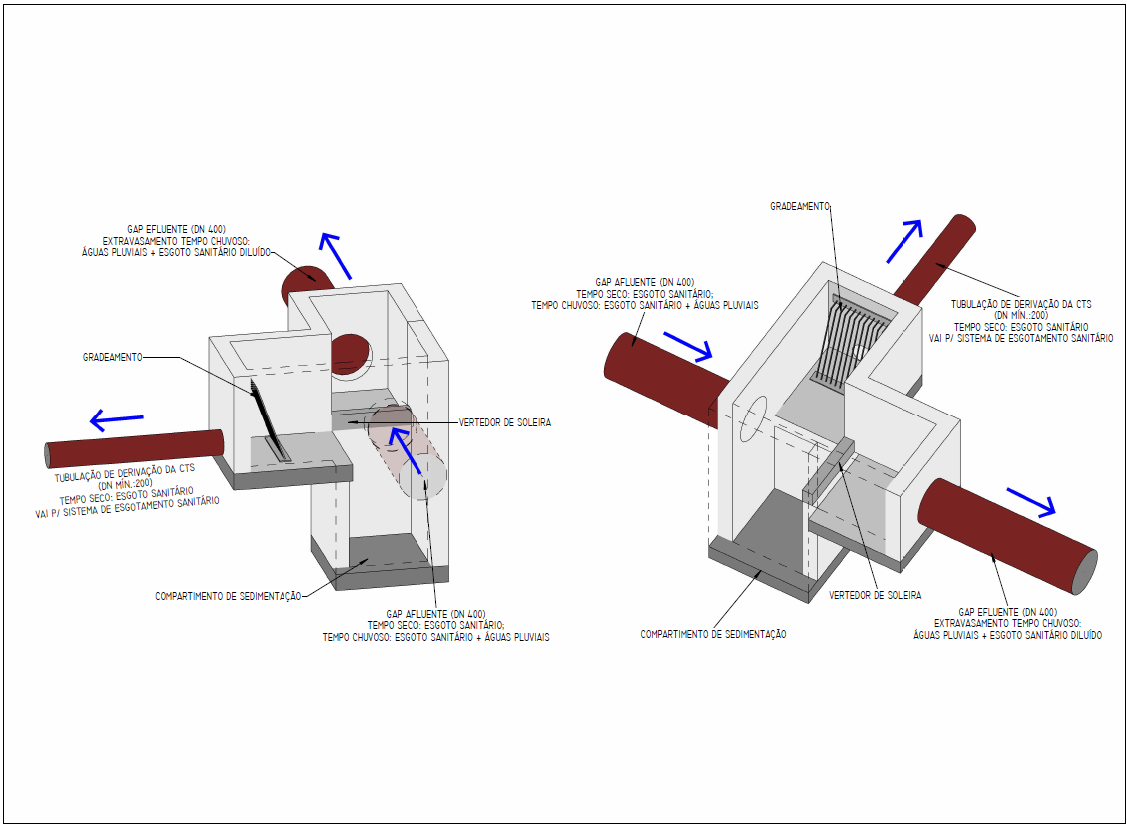 GAP EFLUENTE (DN 400)
EXTRAVASAMENTO TEMPO CHUVOSO:
ÁGUAS PLUVIAIS + ESGOTO SANITÁRIO DILUÍDO
GRADEAMENTO
TUBULAÇÃO DE DERIVAÇÃO DA CTS
(DN MÍN.:200)
TEMPO SECO: ESGOTO SANITÁRIO
VAI P/ SISTEMA DE ESGOTAMENTO SANITÁRIO
VERTEDOR DE SOLEIRA
COMPARTIMENTO DE SEDIMENTAÇÃO
GAP AFLUENTE (DN 400)
TEMPO SECO: ESGOTO SANITÁRIO;
TEMPO CHUVOSO: ESGOTO SANITÁRIO + ÁGUAS PLUVIAIS
GRADEAMENTO
GAP AFLUENTE (DN 400)
TEMPO SECO: ESGOTO SANITÁRIO;
TEMPO CHUVOSO: ESGOTO SANITÁRIO + ÁGUAS PLUVIAIS
TUBULAÇÃO DE DERIVAÇÃO DA CTS
(DN MÍN.:200)
TEMPO SECO: ESGOTO SANITÁRIO
VAI P/ SISTEMA DE ESGOTAMENTO SANITÁRIO
VERTEDOR DE SOLEIRA
COMPARTIMENTO DE SEDIMENTAÇÃO
GAP EFLUENTE (DN 400)
EXTRAVASAMENTO TEMPO CHUVOSO:
ÁGUAS PLUVIAIS + ESGOTO SANITÁRIO DILUÍDO